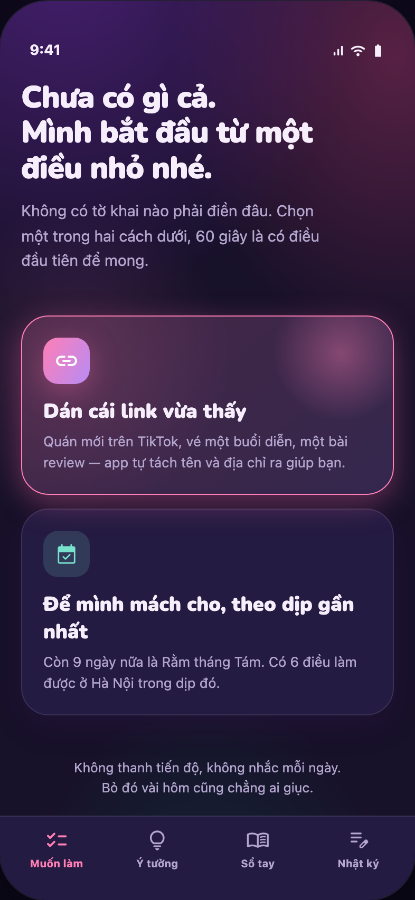 9:41
Chưa có gì cả.
Mình bắt đầu từ một
điều nhỏ nhé.
Không có tờ khai nào phải điền đâu. Chọn
một trong hai cách dưới, 60 giây là có điều
đầu tiên để mong.
Dán cái link vừa thấy
Quán mới trên TikTok, vé một buổi diễn, một bài
review — app tự tách tên và địa chỉ ra giúp bạn.
Để mình mách cho, theo dịp gần
nhất
Còn 9 ngày nữa là Rằm tháng Tám. Có 6 điều làm
được ở Hà Nội trong dịp đó.
Không thanh tiến độ, không nhắc mỗi ngày.
Bỏ đó vài hôm cũng chẳng ai giục.
Muốn làm
Ý tưởng
Sổ tay
Nhật ký